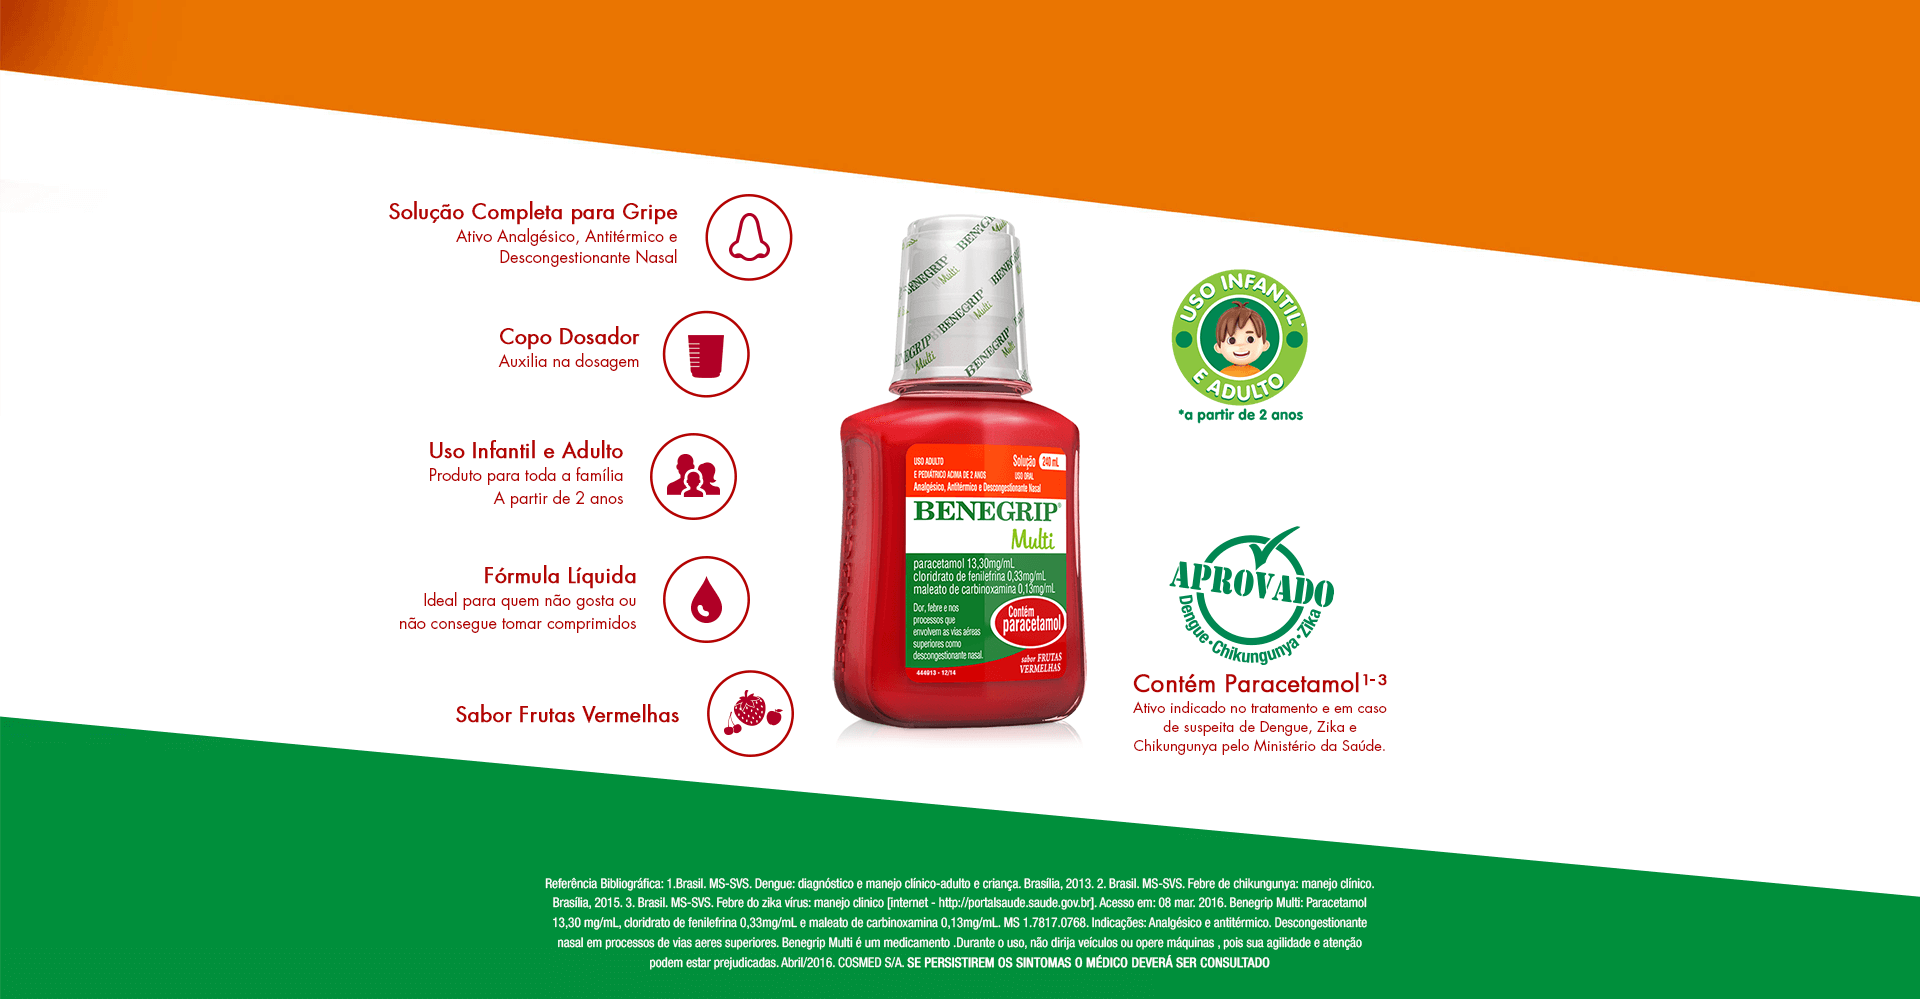 Solução Completa para Gripe
Ativo Analgésico, Antitérmico e
Descongestionante Nasal
Copo Dosador
Auxilia na dosagem
Uso Infantil e Adulto
Produto para toda a família
A partir de 2 anos
Fórmula Líquida
Ideal para quem não gosta ou
não consegue tomar comprimidos
Sabor Frutas Vermelhas
BENEGRIP
BENEGRIP
Multi
BENEGRIP
BENEGRIP
Multi
BENEGRIP
Multi
BENEGRIP
Multi
USO ADULTO
E PEDIÁTRICO ACIMA DE 2 ANOS
Solução 240 mL
USO ORAL
Analgésico, Antitérmico e Descongestionante Nasal
BENEGRIP®
Multi
paracetamol 13,30mg/mL
cloridrato de fenilefrina 0,33mg/mL
maleato de carbinoxamina 0,13mg/mL
Dor, febre e nos
processos que
envolvem as vias aéreas
superiores como
descongestionante nasal.
Contém
paracetamol
sabor FRUTAS
VERMELHAS
444913 - 12/14
USO INFANTIL*
E ADULTO
*a partir de 2 anos
APROVADO
Dengue • Chikungunya • Zika
Contém Paracetamol¹⁻³
Ativo indicado no tratamento e em caso
de suspeita de Dengue, Zika e
Chikungunya pelo Ministério da Saúde.
Referência Bibliográfica: 1.Brasil. MS-SVS. Dengue: diagnóstico e manejo clínico-adulto e criança. Brasília, 2013. 2. Brasil. MS-SVS. Febre de chikungunya: manejo clínico.
Brasília, 2015. 3. Brasil. MS-SVS. Febre do zika vírus: manejo clinico [internet - http://portalsaude.saude.gov.br]. Acesso em: 08 mar. 2016. Benegrip Multi: Paracetamol
13,30 mg/mL, cloridrato de fenilefrina 0,33mg/mL e maleato de carbinoxamina 0,13mg/mL. MS 1.7817.0768. Indicações: Analgésico e antitérmico. Descongestionante
nasal em processos de vias aeres superiores. Benegrip Multi é um medicamento .Durante o uso, não dirija veículos ou opere máquinas , pois sua agilidade e atenção
podem estar prejudicadas. Abril/2016. COSMED S/A. SE PERSISTIREM OS SINTOMAS O MÉDICO DEVERÁ SER CONSULTADO